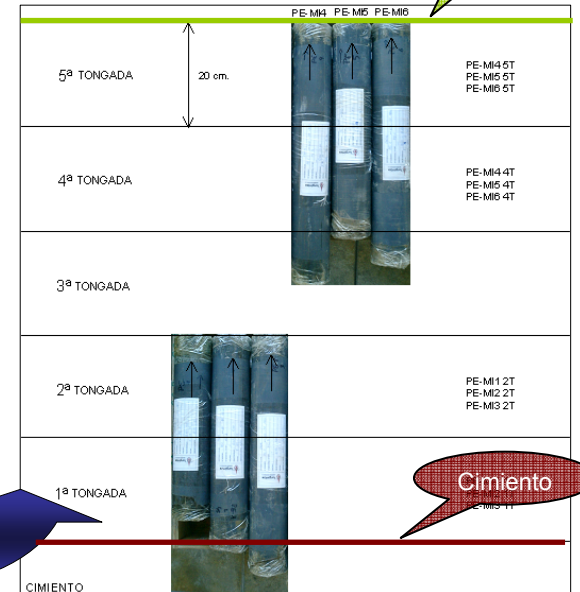 PE-MI4 PE-MI5 PE-MI6
5ª TONGADA
20 cm.
PE-MI4 5T
PE-MI5 5T
PE-MI6 5T
4ª TONGADA
PE-MI4 4T
PE-MI5 4T
PE-MI6 4T
3ª TONGADA
2ª TONGADA
PE-MI1 2T
PE-MI2 2T
PE-MI3 2T
1ª TONGADA
Cimiento
CIMIENTO